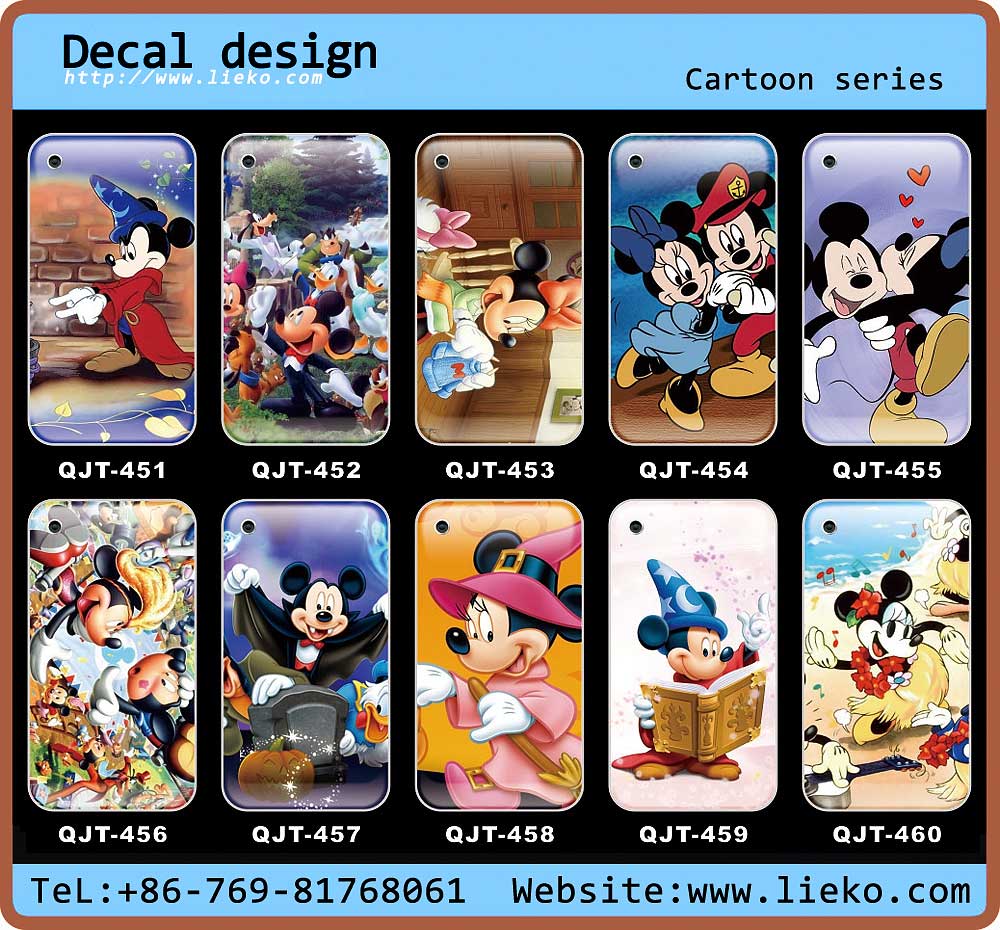 Decal design
http://www.lieko.com
Cartoon series
QJT-451 QJT-452 QJT-453 QJT-454 QJT-455
QJT-456 QJT-457 QJT-458 QJT-459 QJT-460
TeL:+86-769-81768061 Website:www.lieko.com